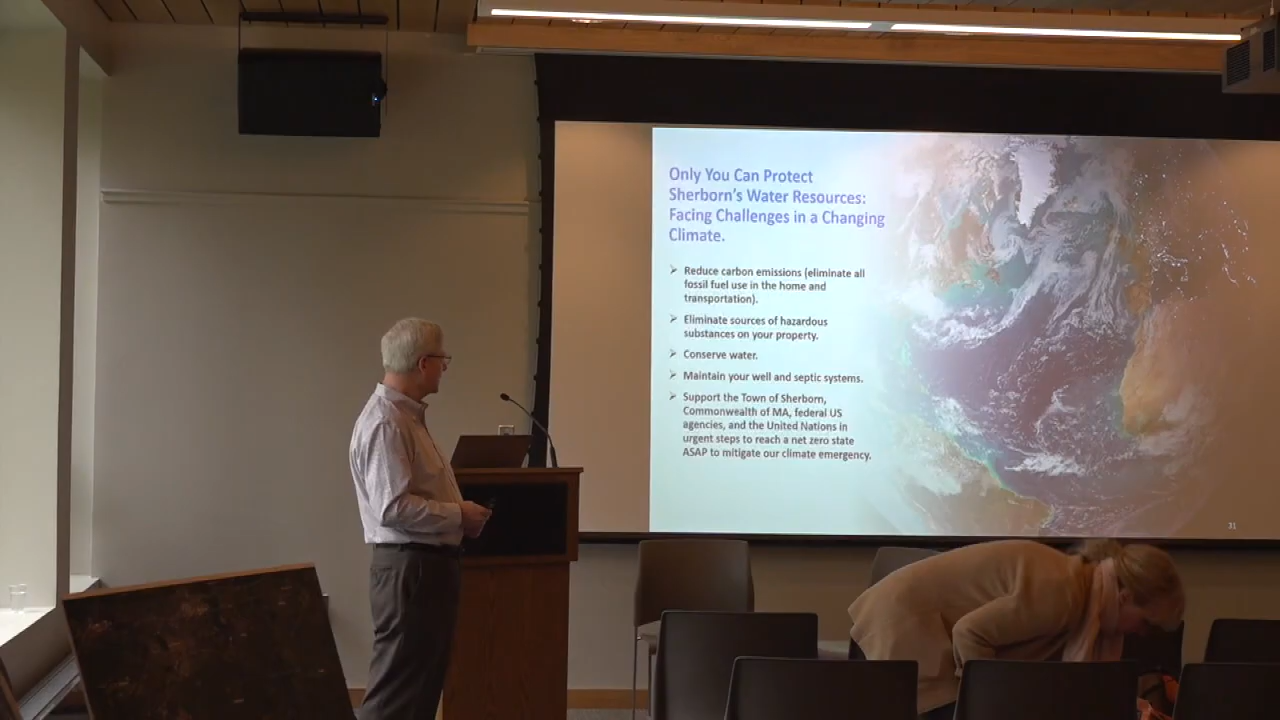 Only You Can Protect
Sherborn's Water Resources:
Facing Challenges in a Changing
Climate.
➢ Reduce carbon emissions (eliminate all
fossil fuel use in the home and
transportation).
➢ Eliminate sources of hazardous
substances on your property.
➢ Conserve water.
➢ Maintain your well and septic systems.
➢ Support the Town of Sherborn,
Commonwealth of MA, federal US
agencies, and the United Nations in
urgent steps to reach a net zero state
ASAP to mitigate our climate emergency.
31